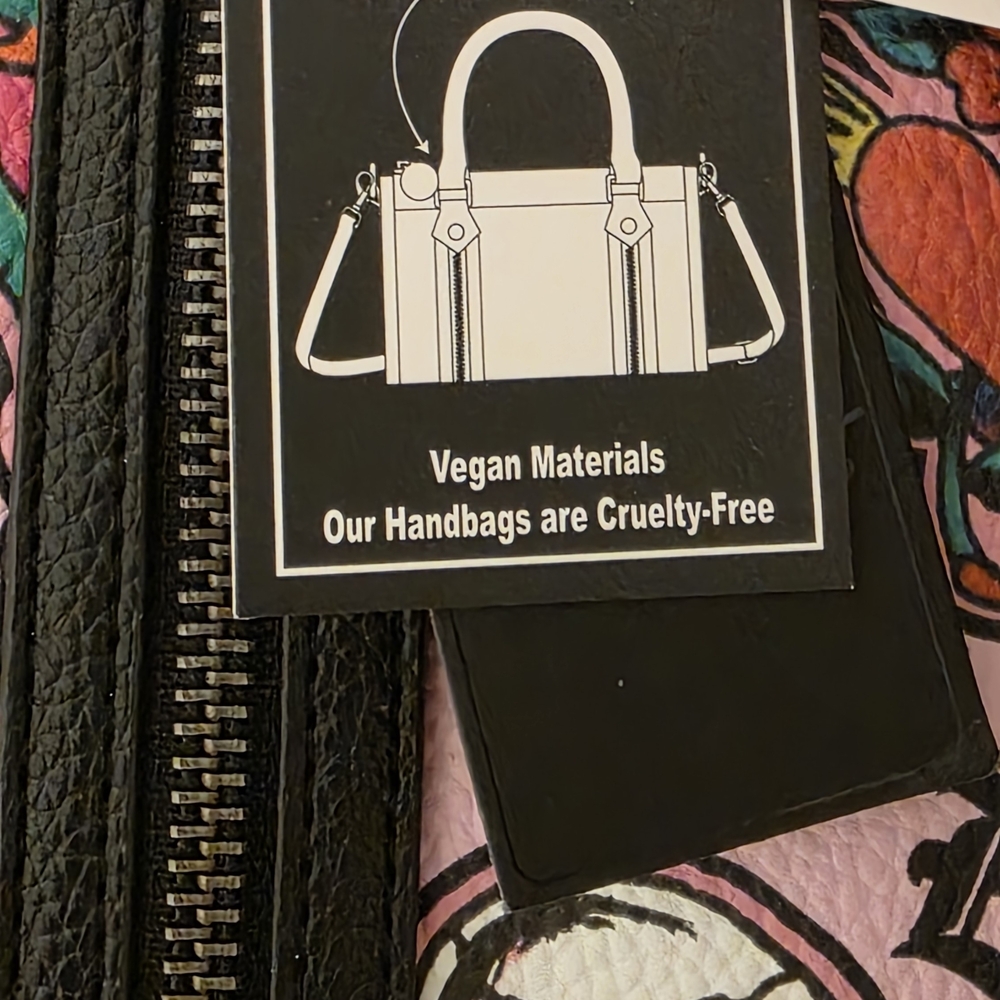 Vegan Materials
Our Handbags are Cruelty-Free